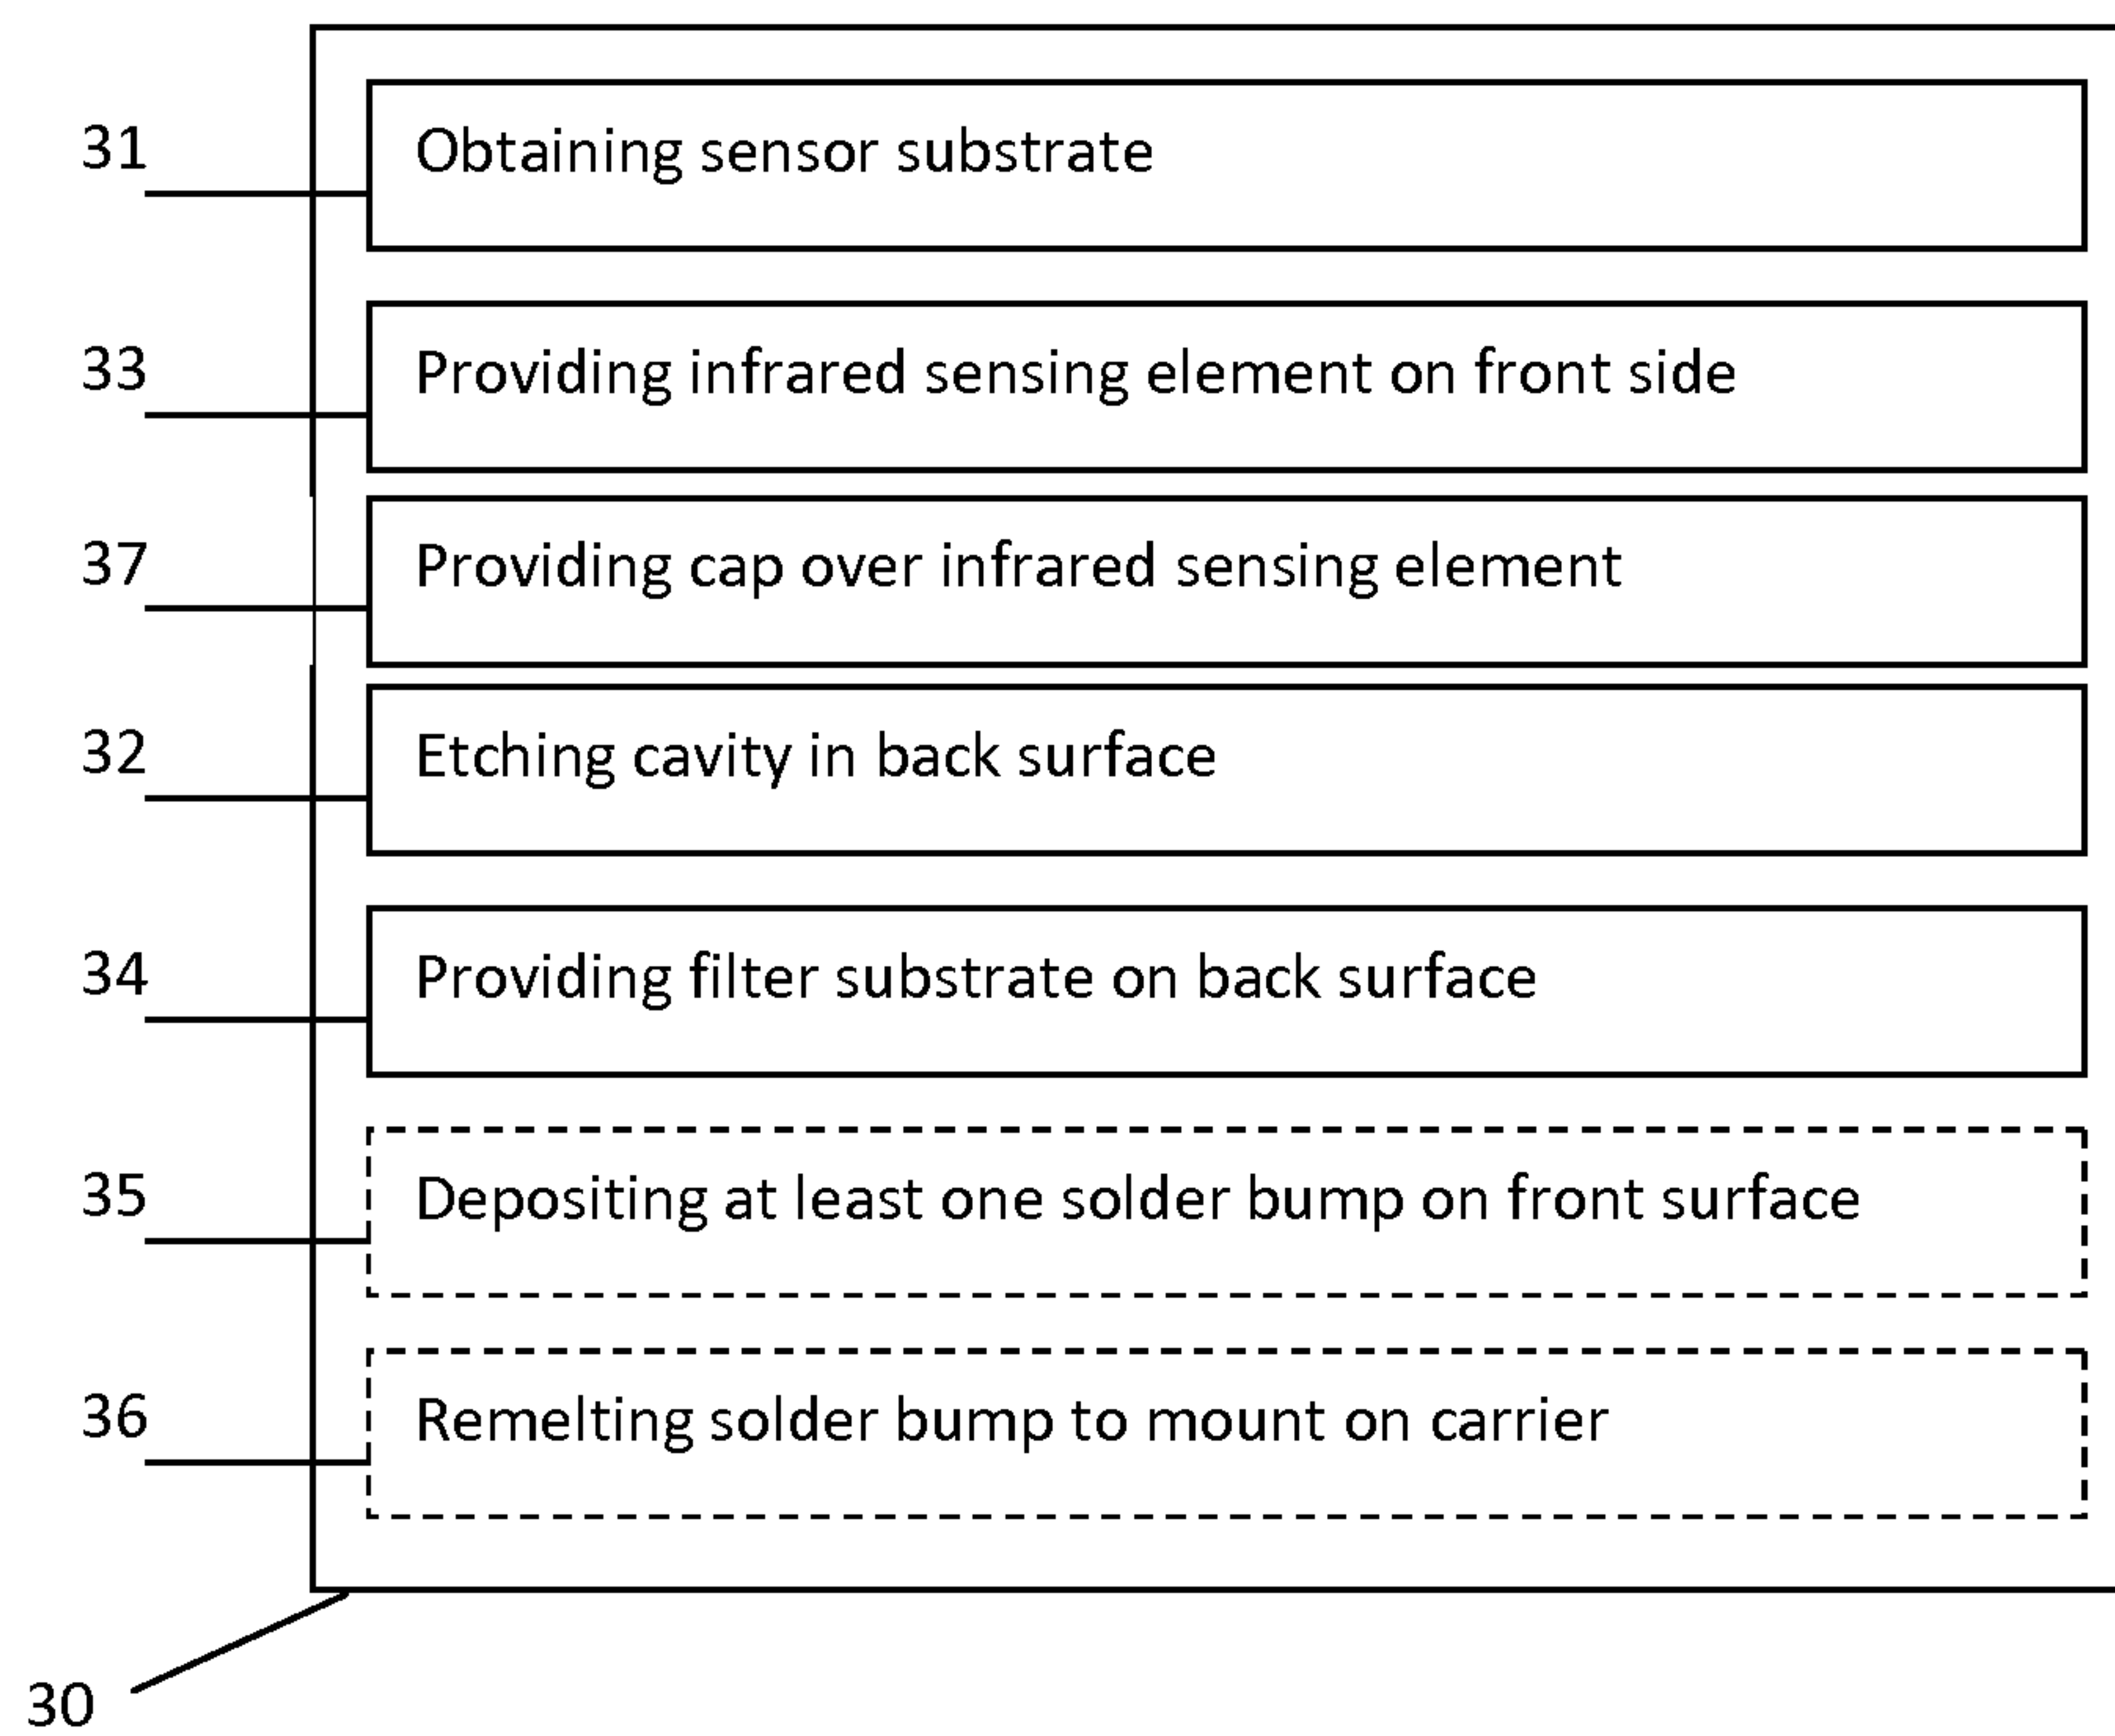 31
Obtaining sensor substrate
33
Providing infrared sensing element on front side
37
Providing cap over infrared sensing element
32
Etching cavity in back surface
34
Providing filter substrate on back surface
35
Depositing at least one solder bump on front surface
36
Remelting solder bump to mount on carrier
30